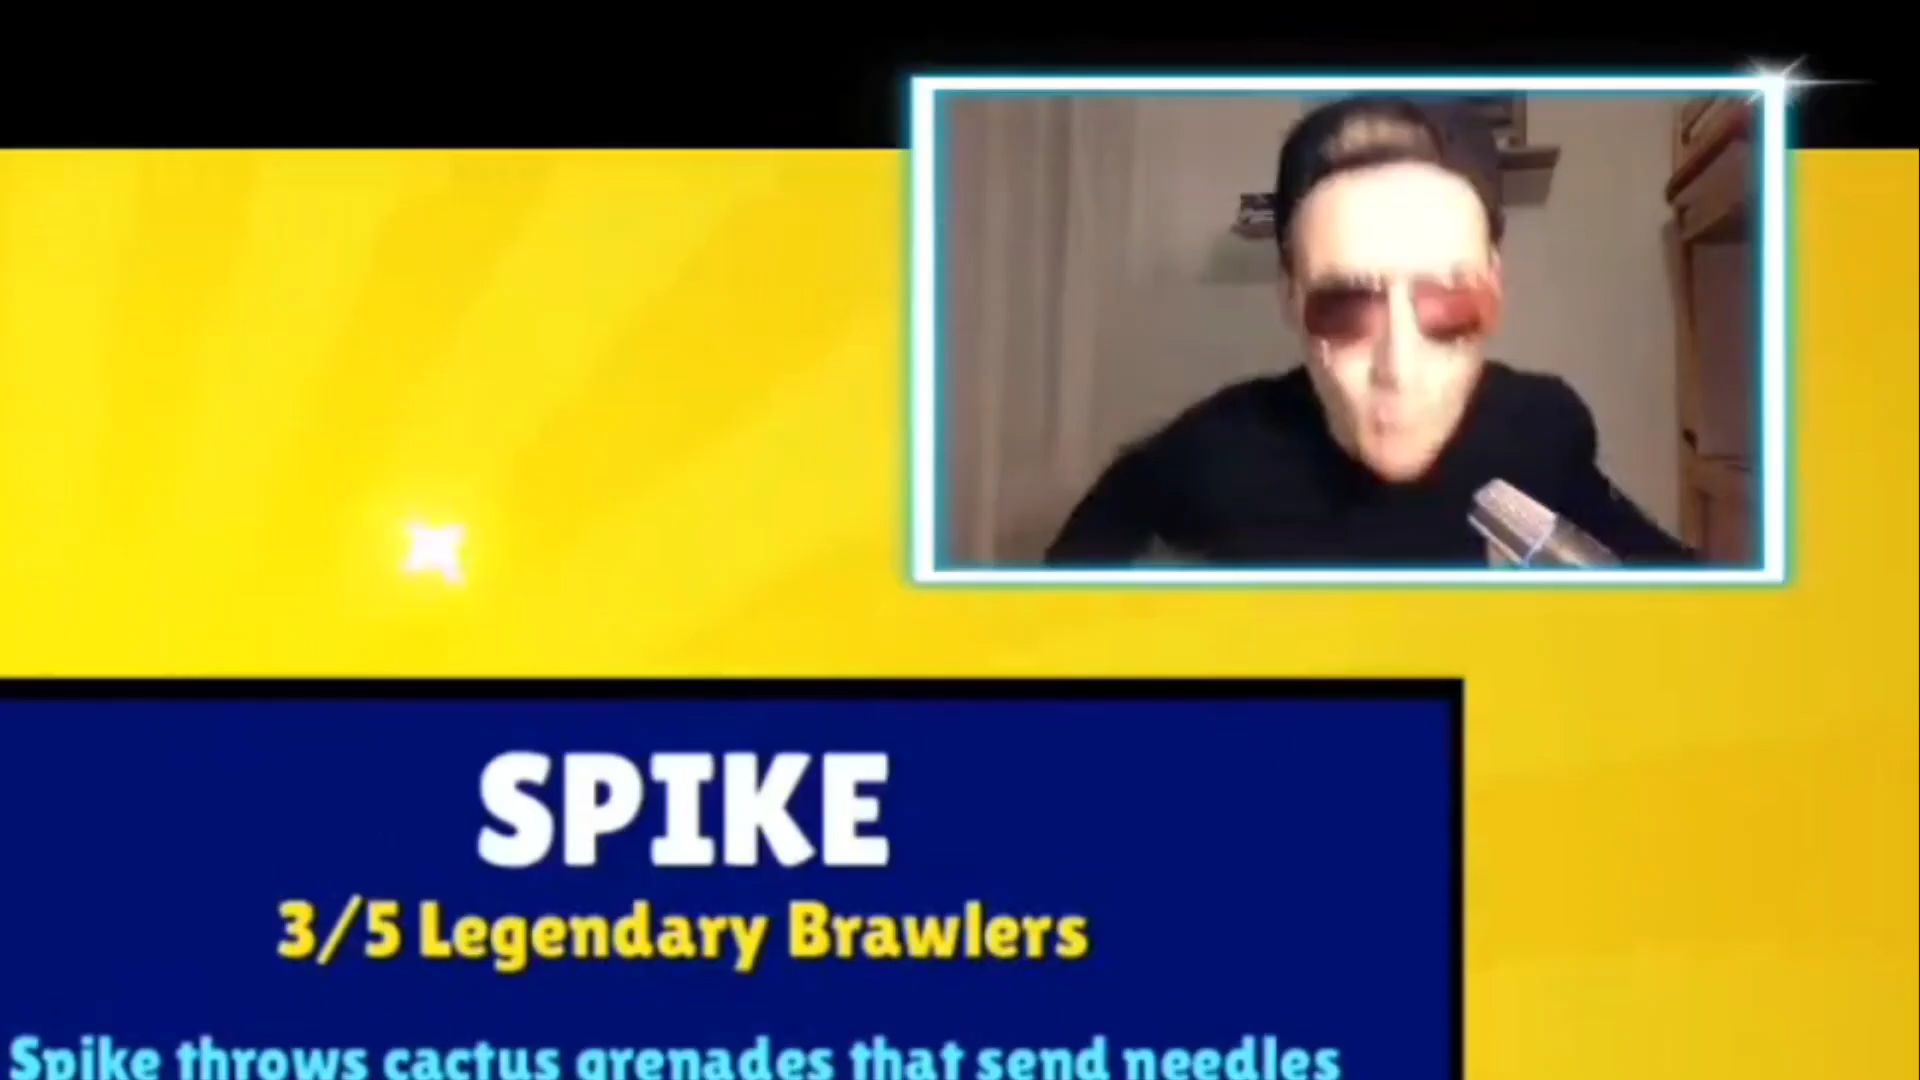 SPIKE
3/5 Legendary Brawlers
Spike throws cactus grenades that send needles